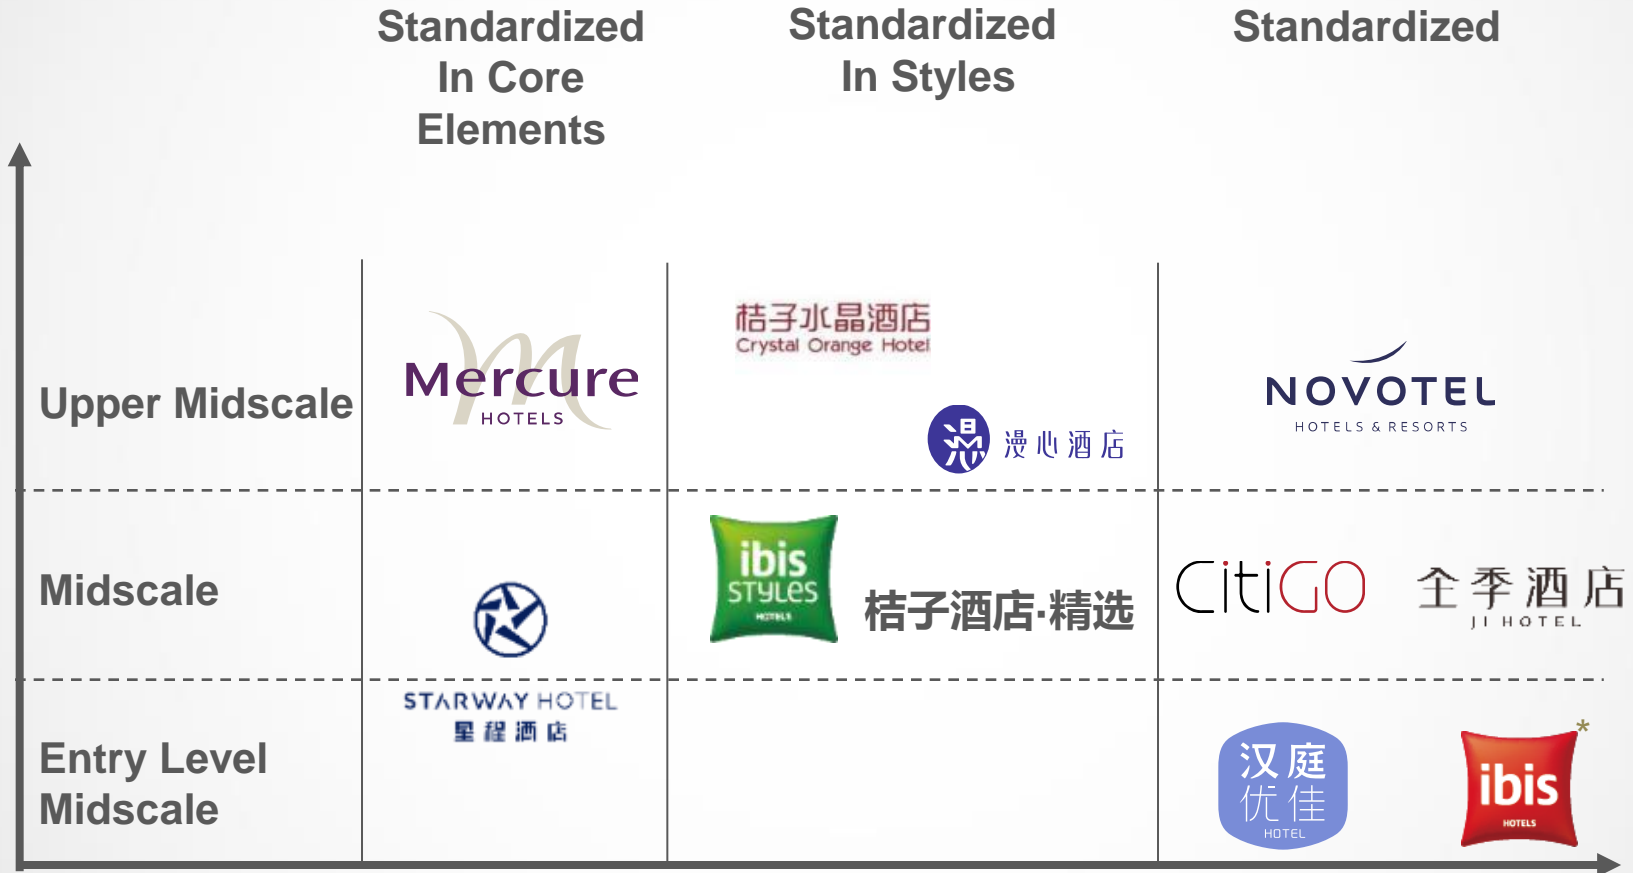 Standardized
In Core
Elements
Standardized
In Styles
Standardized
Upper Midscale
Mercure
HOTELS
桔子水晶酒店
Crystal Orange Hotel
漫
漫心酒店
NOVOTEL
HOTELS & RESORTS
Midscale
STARWAY HOTEL
星程酒店
ibis
STYLES
HOTELS
桔子酒店·精选
CitiGO
全季酒店
JI HOTEL
Entry Level
Midscale
汉庭
优佳
HOTEL
ibis
HOTELS
*